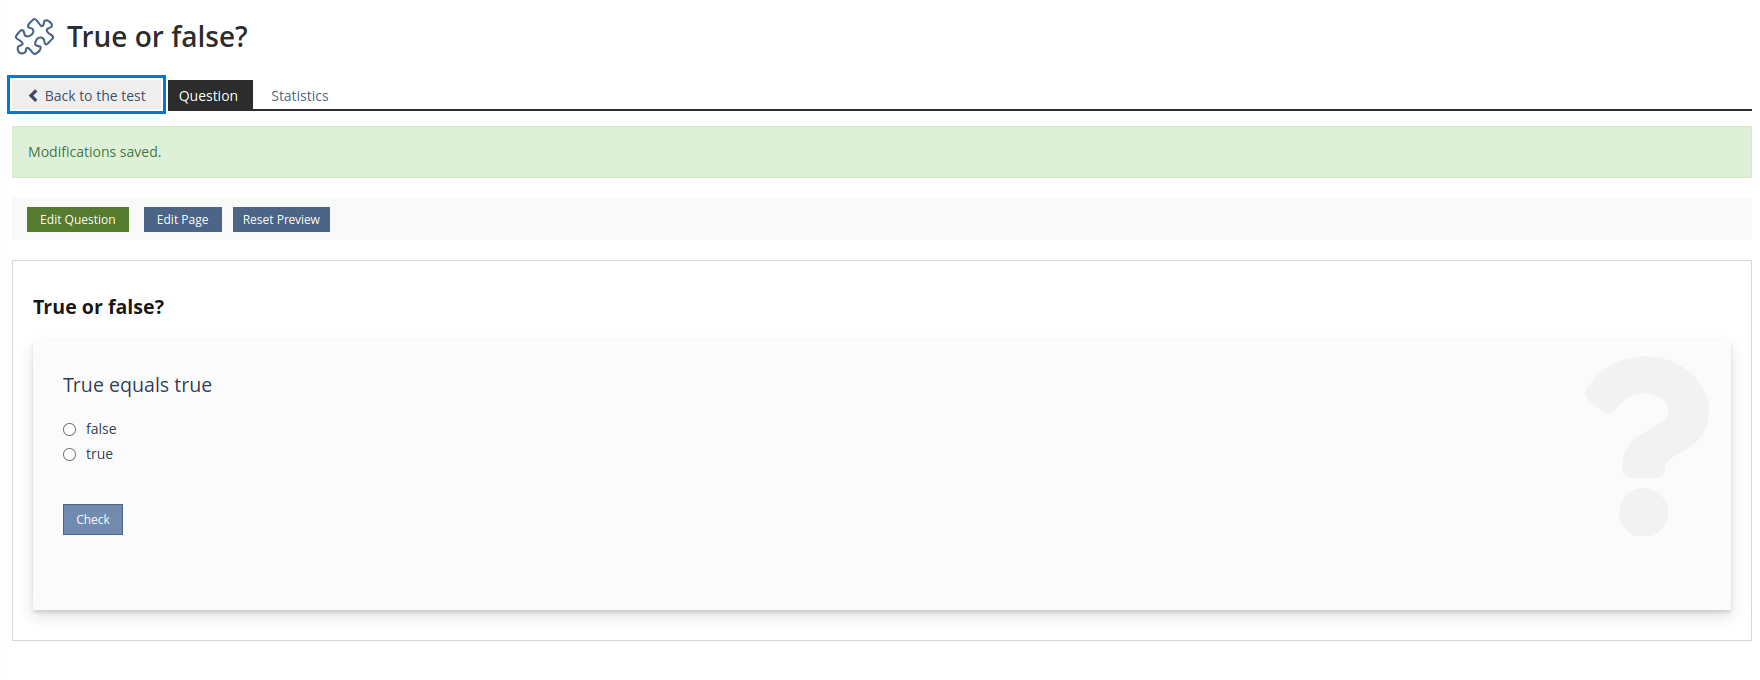 True or false?
Back to the test Question Statistics
Modifications saved.
Edit Question Edit Page Reset Preview
True or false?
True equals true
false
true
Check